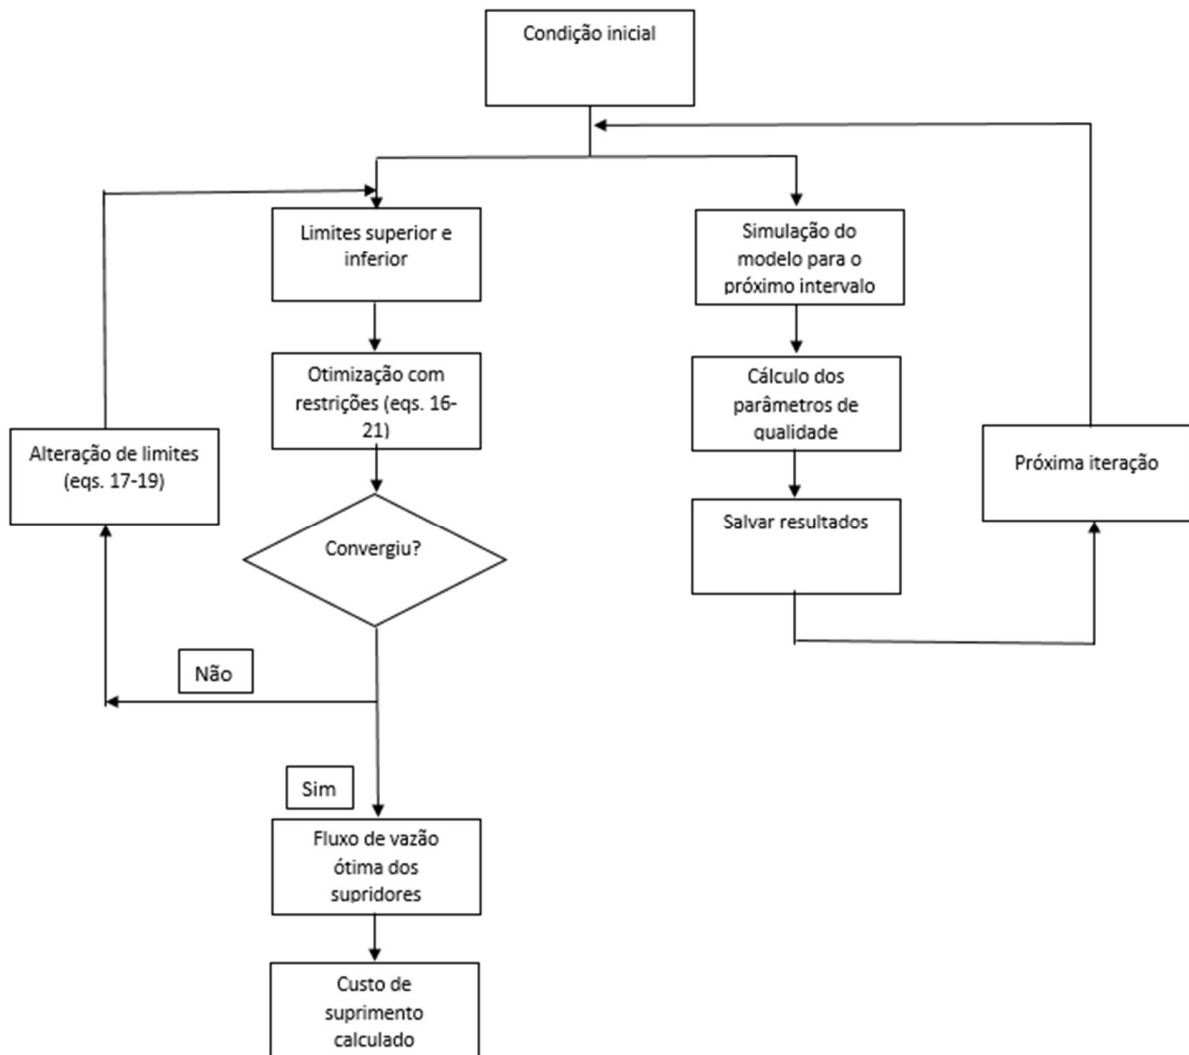 Condição inicial
Limites superior e
inferior
Simulação do
modelo para o
próximo intervalo
Otimização com
restrições (eqs. 16-
21)
Cálculo dos
parâmetros de
qualidade
Alteração de limites
(eqs. 17-19)
Próxima iteração
Salvar resultados
Convergiu?
Não
Sim
Fluxo de vazão
ótima dos
supridores
Custo de
suprimento
calculado